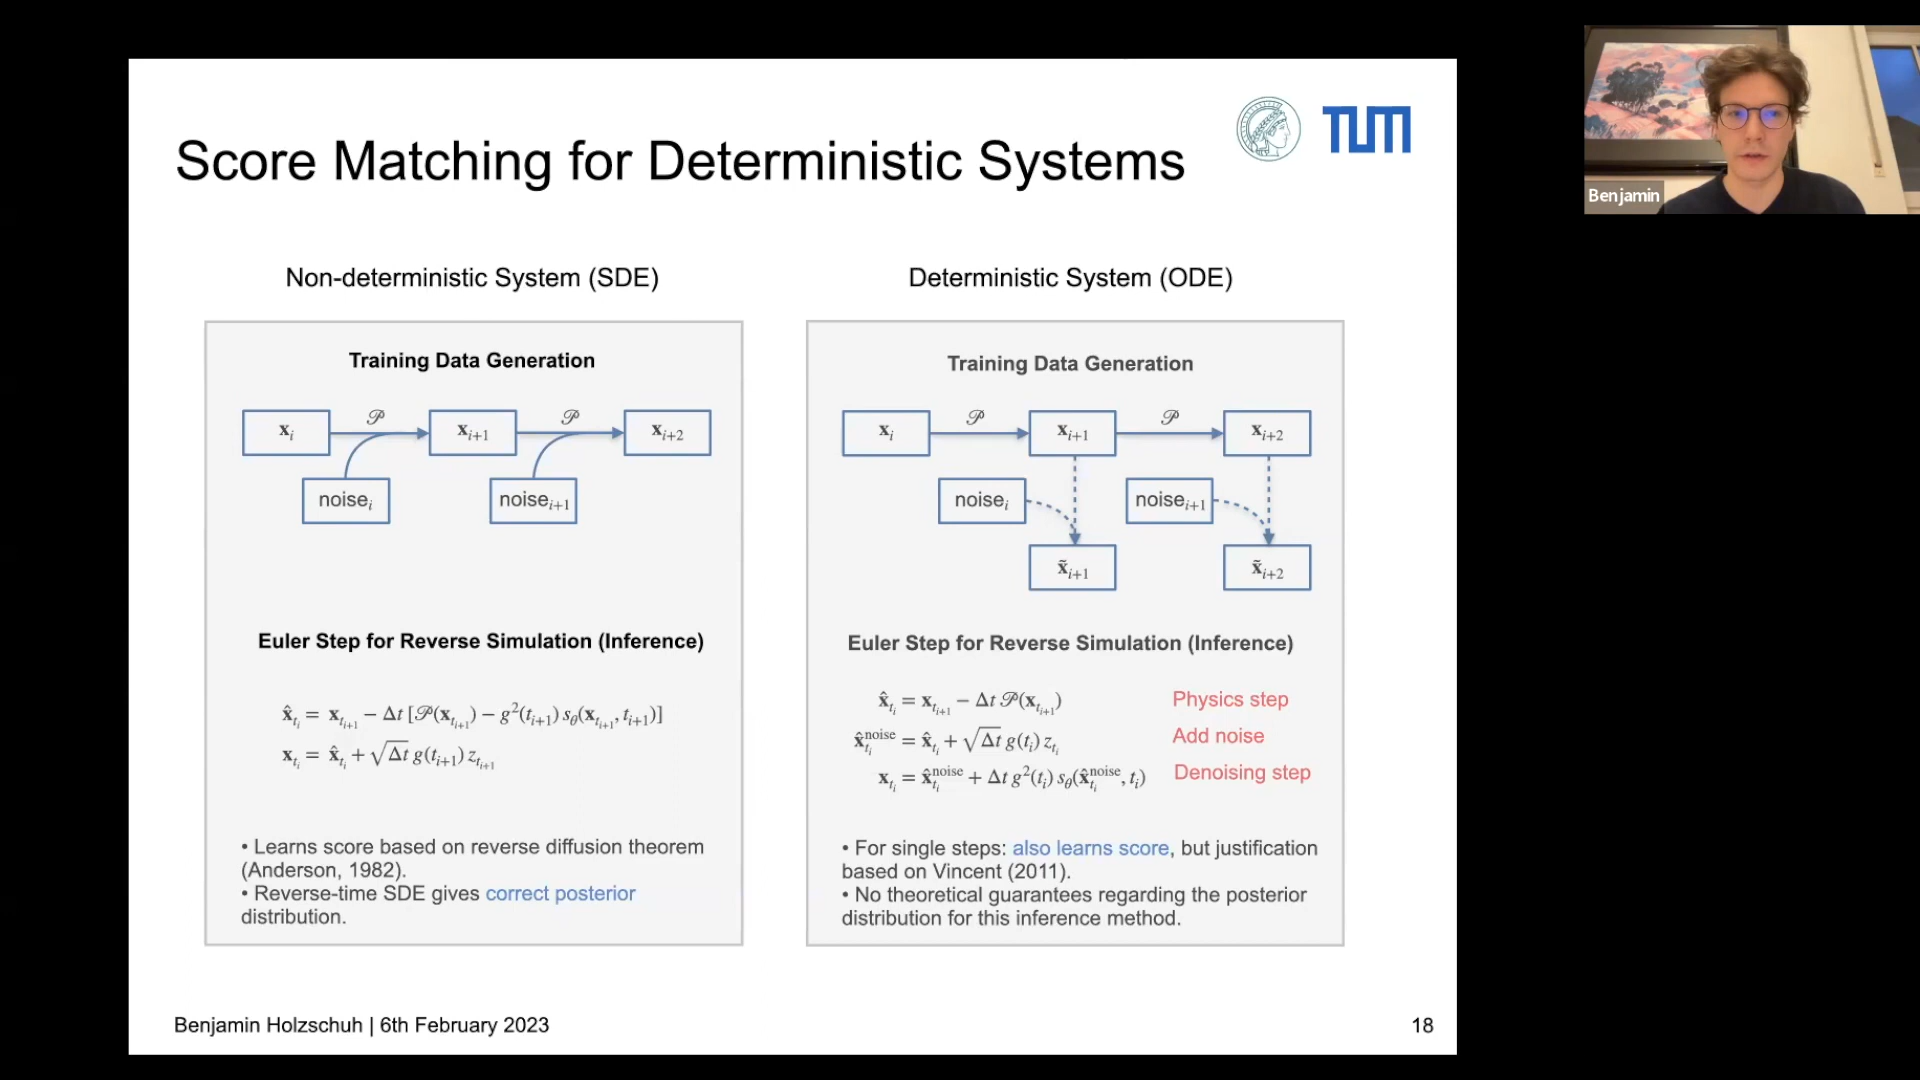 Score Matching for Deterministic Systems
TUM
Benjamin
Non-deterministic System (SDE)
Training Data Generation
𝒫 𝒫
x_i x_{i+1} x_{i+2}
noise_i noise_{i+1}
Euler Step for Reverse Simulation (Inference)
x̂_{t_i} = x_{t_{i+1}} − Δt [𝒫(x_{t_{i+1}}) − g²(t_{i+1}) s_θ(x_{t_{i+1}}, t_{i+1})]
x_{t_i} = x̂_{t_i} + √Δt g(t_{i+1}) z_{t_{i+1}}
• Learns score based on reverse diffusion theorem
(Anderson, 1982).
• Reverse-time SDE gives correct posterior
distribution.
Deterministic System (ODE)
Training Data Generation
𝒫 𝒫
x_i x_{i+1} x_{i+2}
noise_i noise_{i+1}
x̃_{i+1} x̃_{i+2}
Euler Step for Reverse Simulation (Inference)
x̂_{t_i} = x_{t_{i+1}} − Δt 𝒫(x_{t_{i+1}}) Physics step
x̂_{t_i}^{noise} = x̂_{t_i} + √Δt g(t_i) z_{t_i} Add noise
x_{t_i} = x̂_{t_i}^{noise} + Δt g²(t_i) s_θ(x̂_{t_i}^{noise}, t_i) Denoising step
• For single steps: also learns score, but justification
based on Vincent (2011).
• No theoretical guarantees regarding the posterior
distribution for this inference method.
Benjamin Holzschuh | 6th February 2023
18